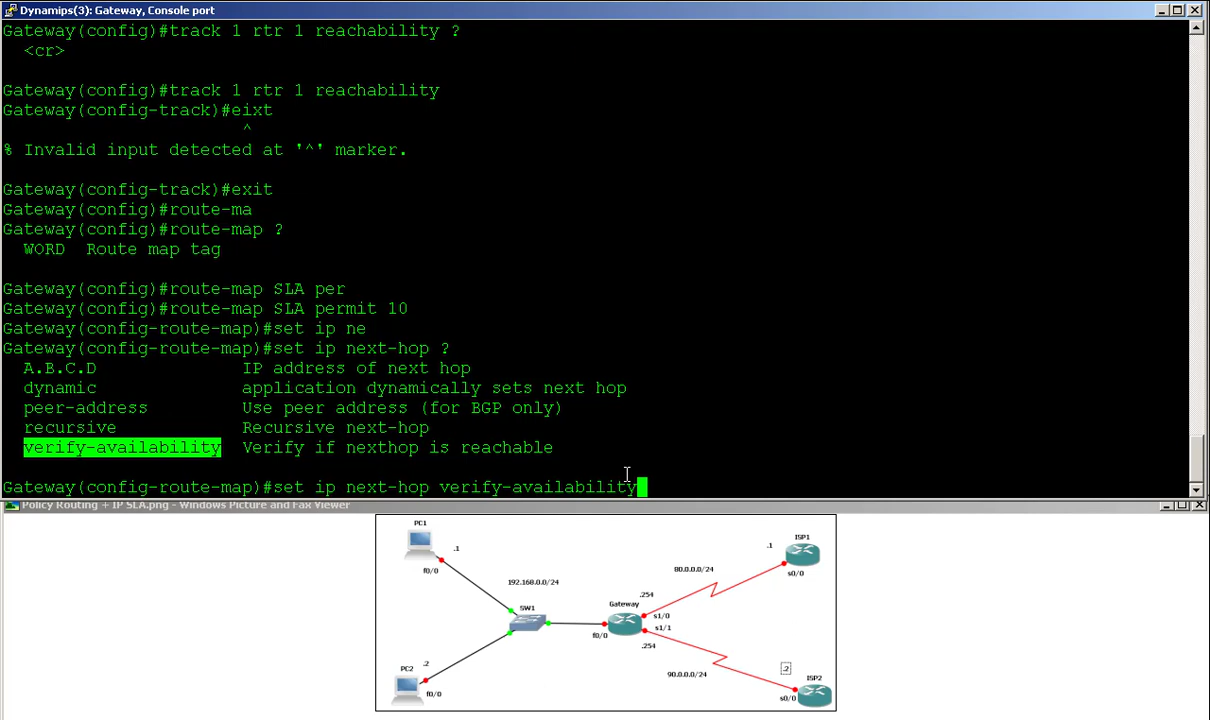 Dynamips(3): Gateway, Console port
Gateway(config)#track 1 rtr 1 reachability ?
<cr>
Gateway(config)#track 1 rtr 1 reachability
Gateway(config-track)#eixt
^
% Invalid input detected at '^' marker.
Gateway(config-track)#exit
Gateway(config)#route-ma
Gateway(config)#route-map ?
WORD  Route map tag
Gateway(config)#route-map SLA per
Gateway(config)#route-map SLA permit 10
Gateway(config-route-map)#set ip ne
Gateway(config-route-map)#set ip next-hop ?
A.B.C.D IP address of next hop
dynamic application dynamically sets next hop
peer-address Use peer address (for BGP only)
recursive Recursive next-hop
verify-availability Verify if nexthop is reachable
Gateway(config-route-map)#set ip next-hop verify-availability
Policy Routing + IP SLA.png - Windows Picture and Fax Viewer
PC1
.1
f0/0
192.168.0.0/24
SW1
PC2
.2
f0/0
f0/0
Gateway
.254
s1/0
s1/1
.254
80.0.0.0/24
90.0.0.0/24
.1
ISP1
s0/0
.2
ISP2
s0/0